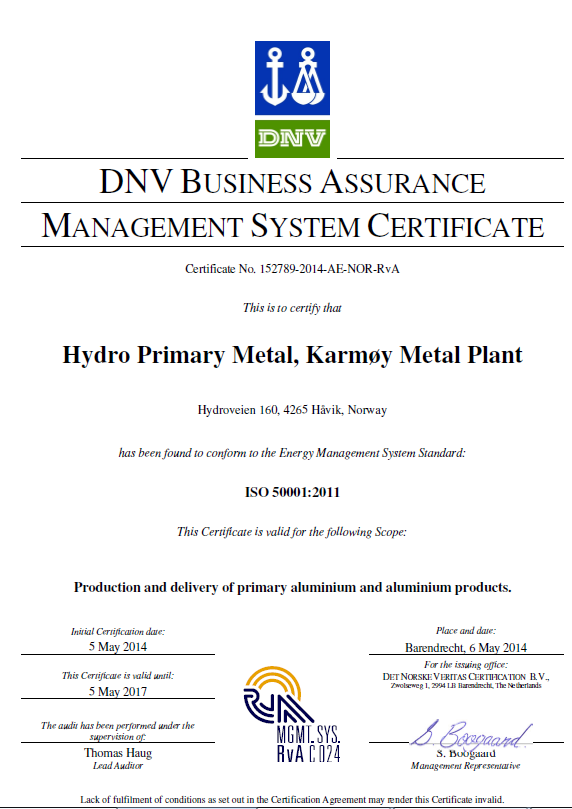 DNV
DNV BUSINESS ASSURANCE
MANAGEMENT SYSTEM CERTIFICATE
Certificate No. 152789-2014-AE-NOR-RvA
This is to certify that
Hydro Primary Metal, Karmøy Metal Plant
Hydroveien 160, 4265 Håvik, Norway
has been found to conform to the Energy Management System Standard:
ISO 50001:2011
This Certificate is valid for the following Scope:
Production and delivery of primary aluminium and aluminium products.
Initial Certification date:
5 May 2014
This Certificate is valid until:
5 May 2017
The audit has been performed under the
supervision of:
Thomas Haug
Lead Auditor
RVA
MGMT. SYS.
RvA C 024
Place and date:
Barendrecht, 6 May 2014
For the issuing office:
DET NORSKE VERITAS CERTIFICATION B.V.,
Zwolseweg 1, 2994 LB Barendrecht, The Netherlands
S. Boogaard
S. Boogaard
Management Representative
Lack of fulfilment of conditions as set out in the Certification Agreement may render this Certificate invalid.